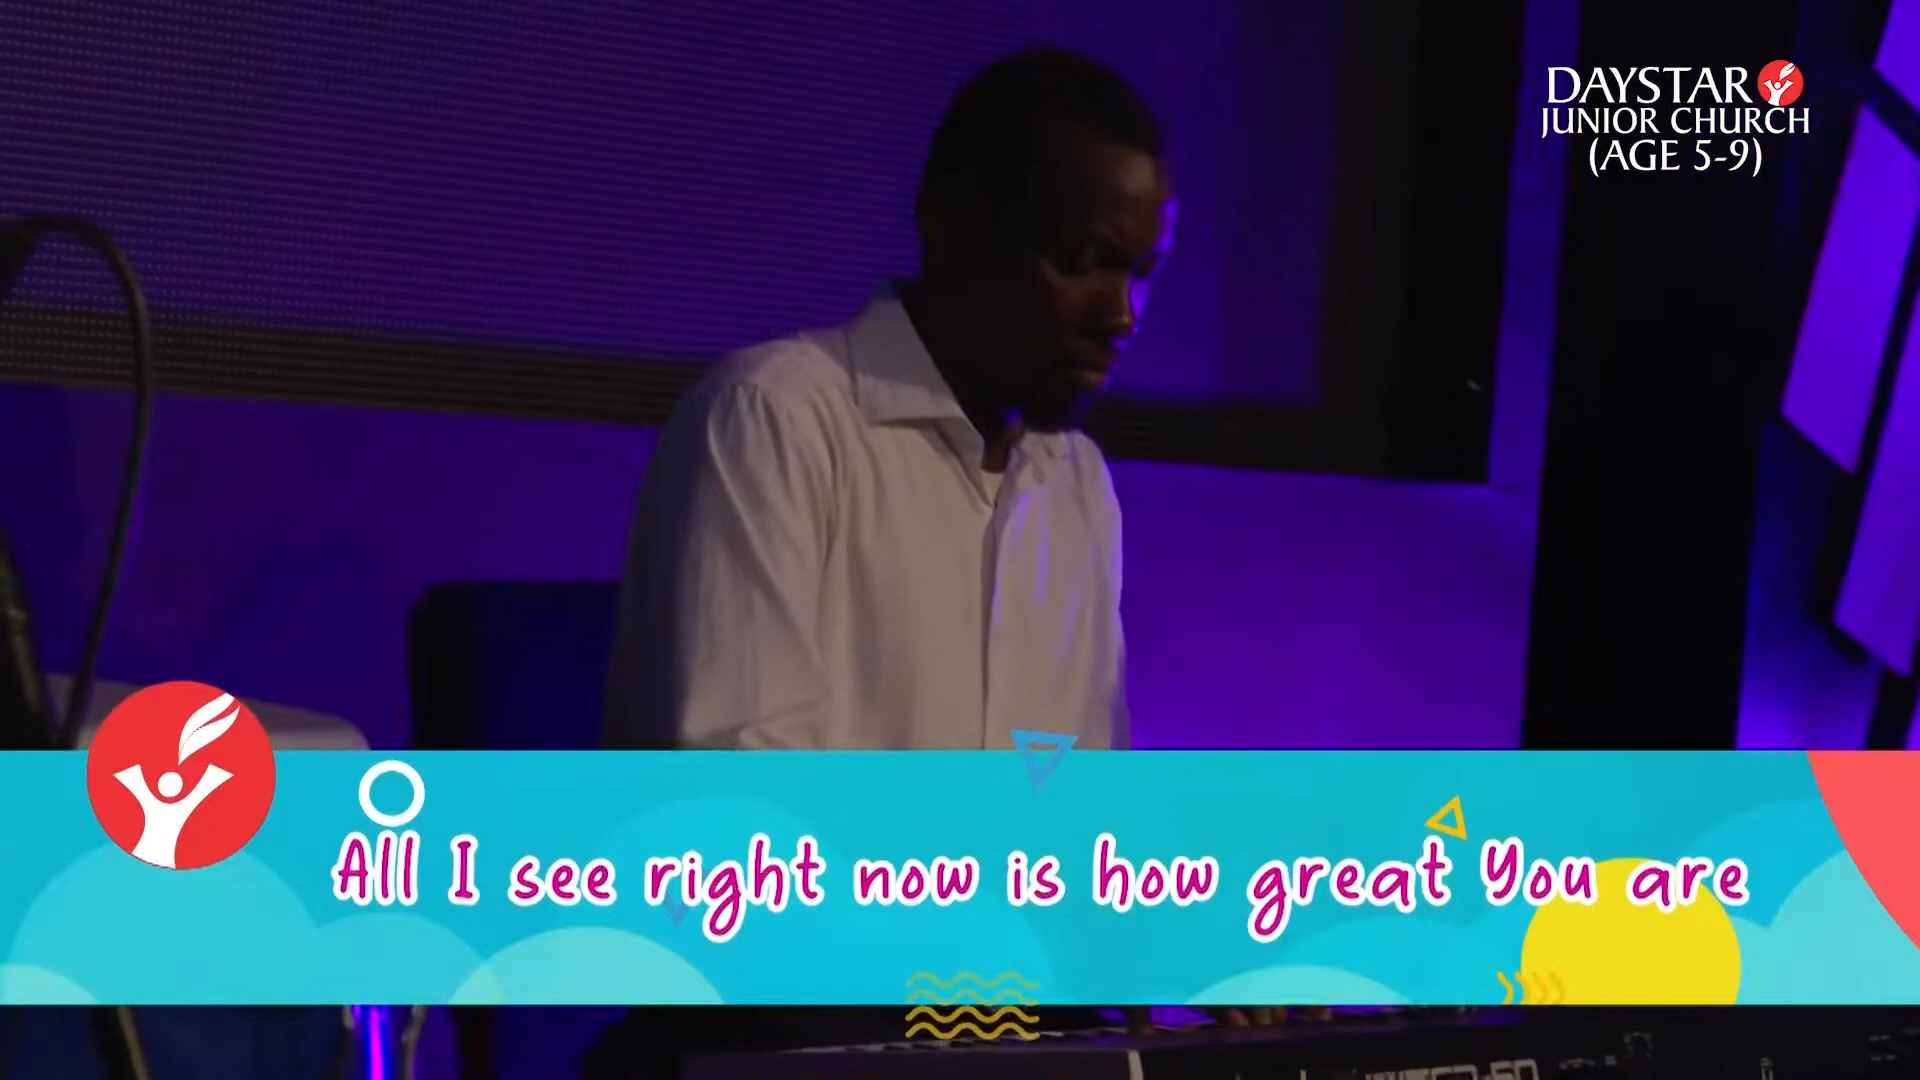 DAYSTAR
JUNIOR CHURCH
(AGE 5-9)
All I see right now is how great You are